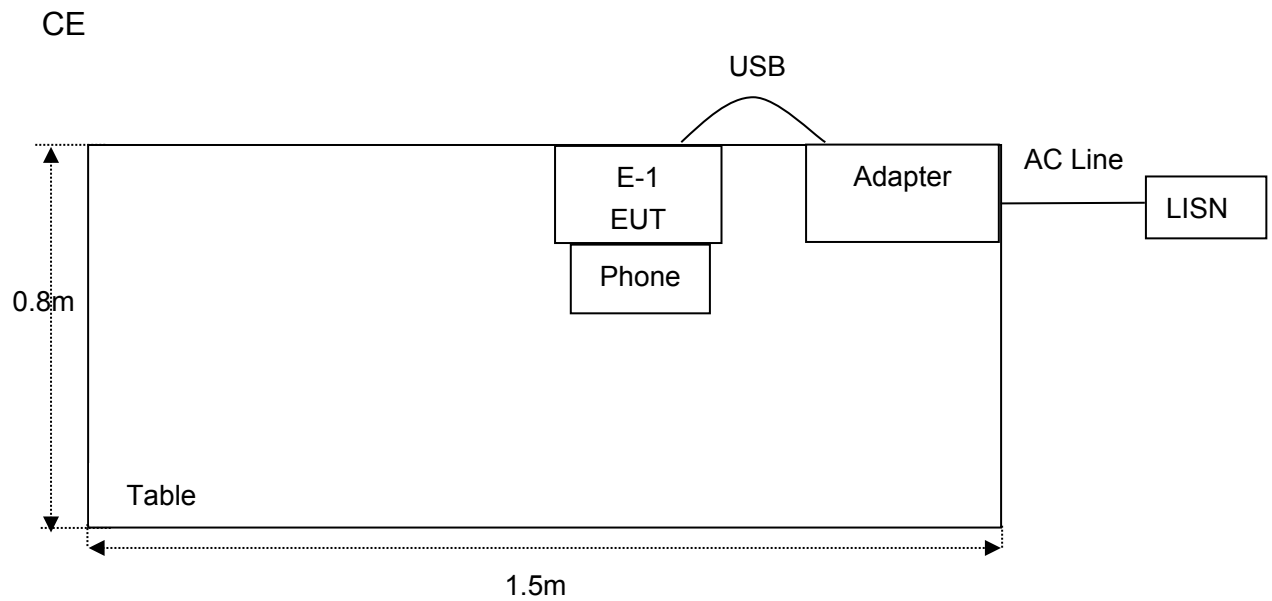 CE
USB
E-1
EUT
Adapter
AC Line
LISN
Phone
0.8m
Table
1.5m